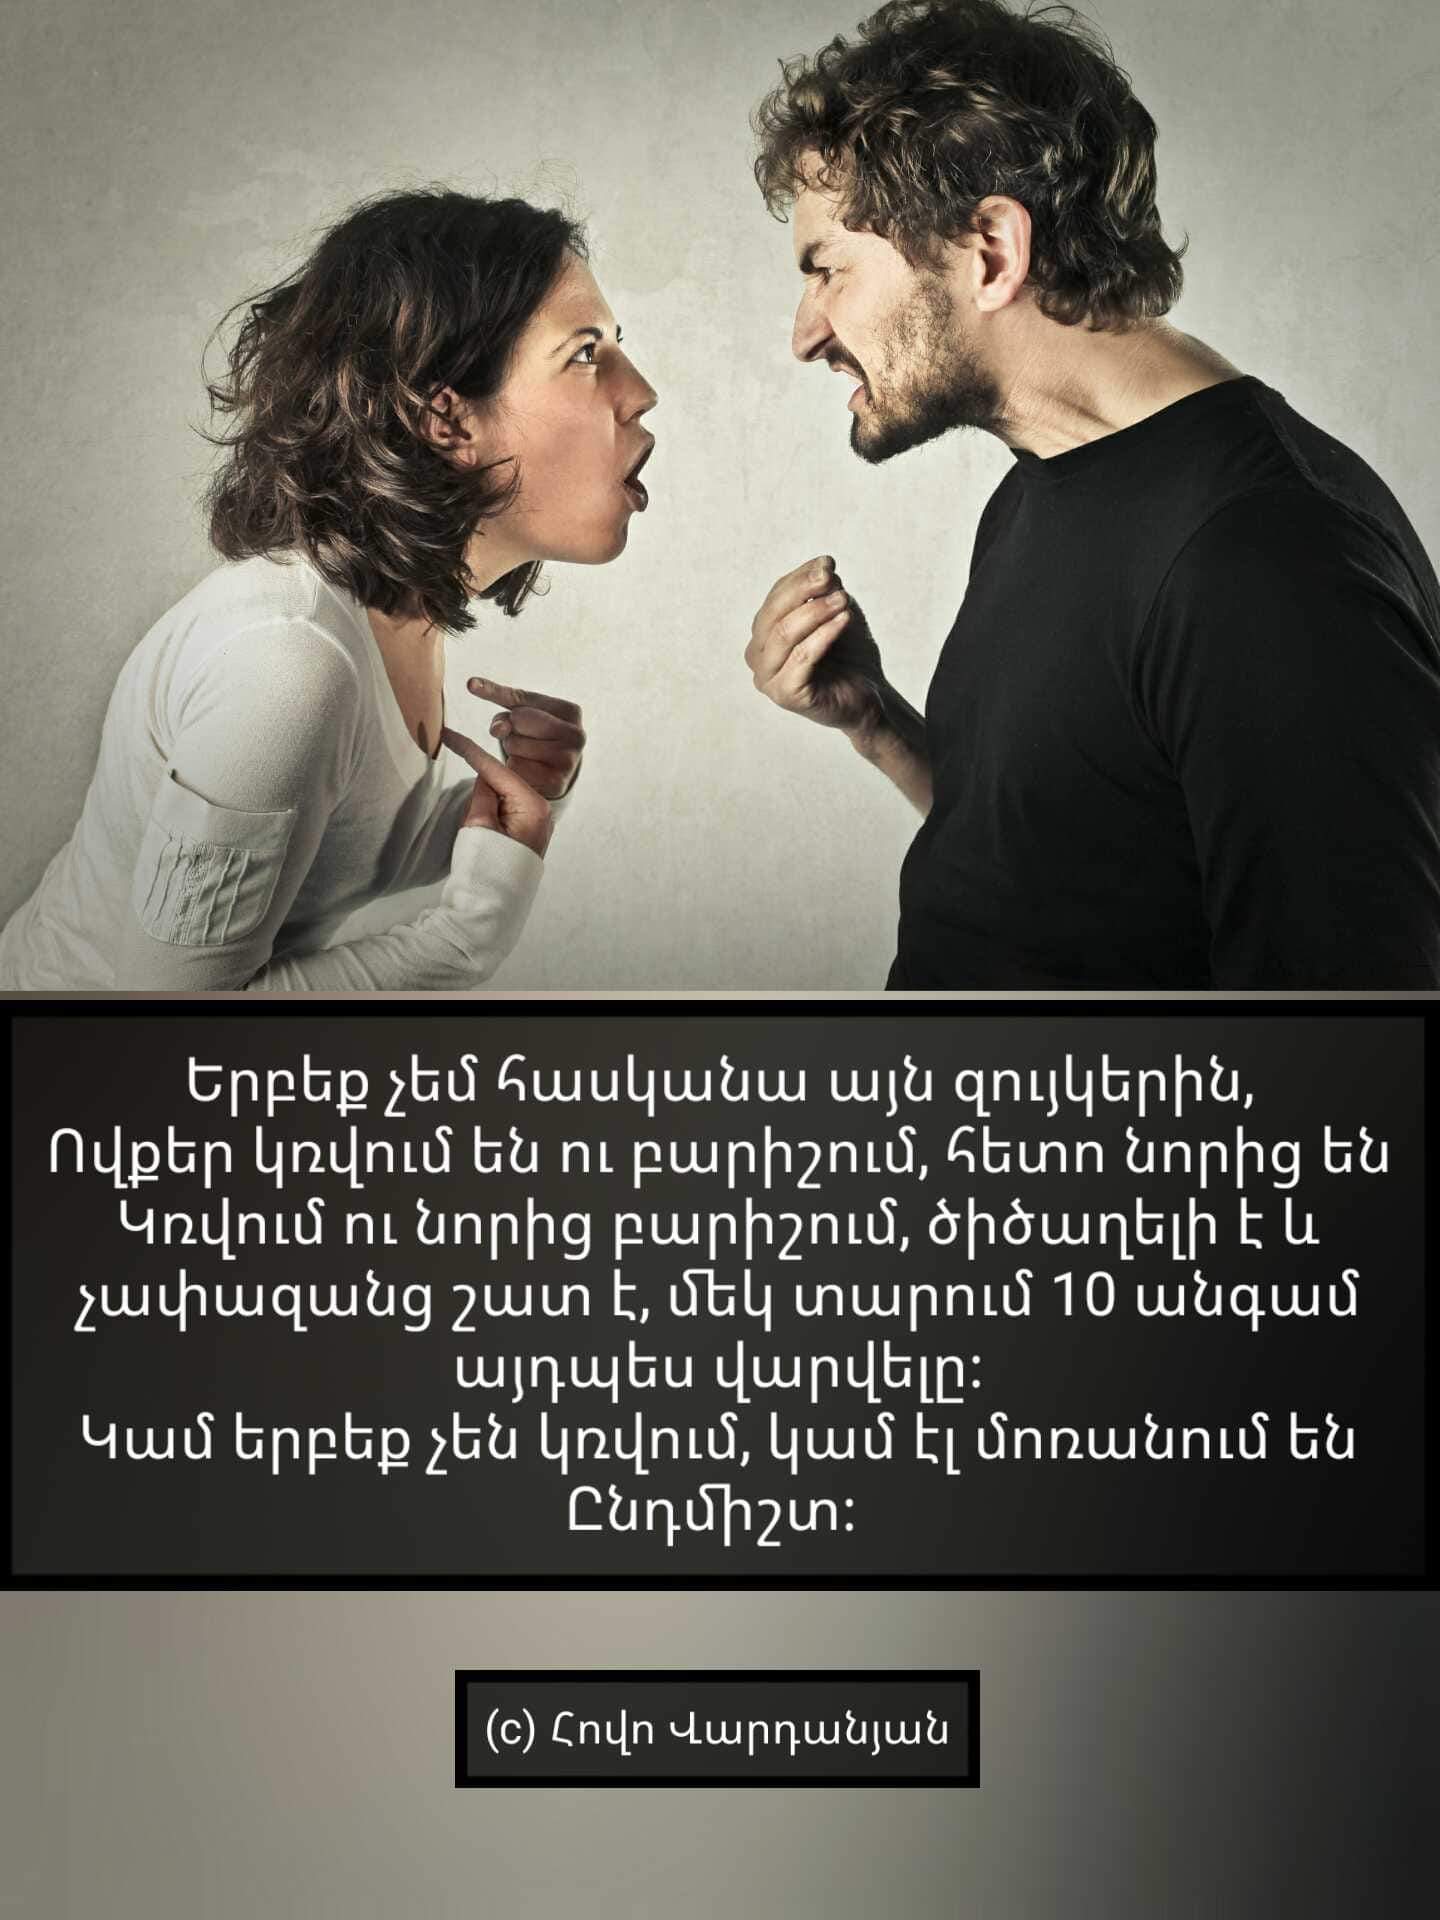 Երբեք չեմ հասկանա այն զույկերին,
Ովքեր կռվում են ու բարիշում, հետո նորից են
Կռվում ու նորից բարիշում, ծիծաղելի է և
չափազանց շատ է, մեկ տարում 10 անգամ
այդպես վարվելը:
Կամ երբեք չեն կռվում, կամ էլ մոռանում են
Ընդմիշտ:
(c) Հովո Վարդանյան